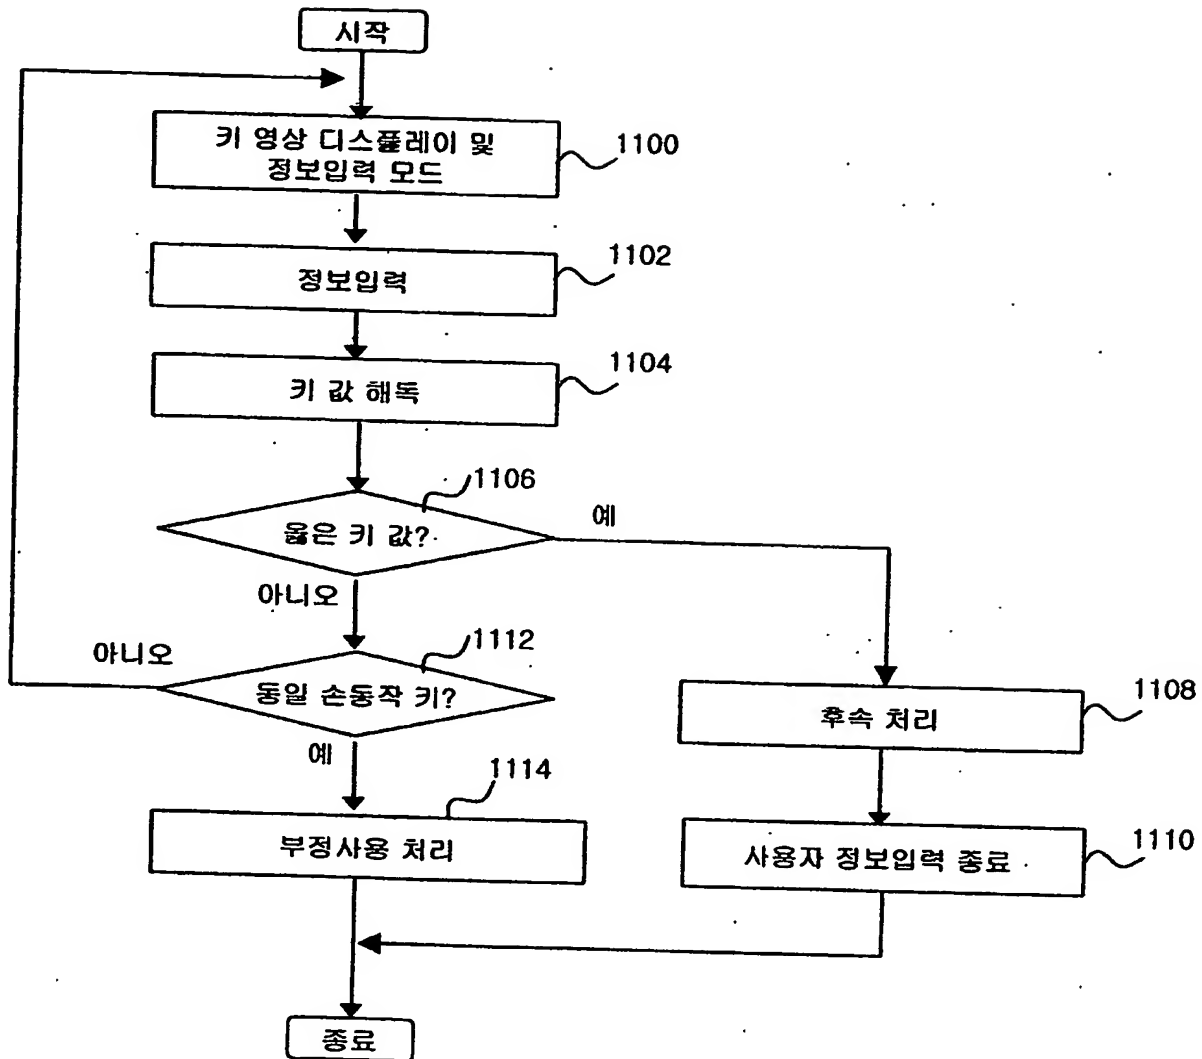 시작
키 영상 디스플레이 및
정보입력 모드
1100
정보입력
1102
키 값 해독
1104
1106
옳은 키 값?
예
아니오
1112
아니오
동일 손동작 키?
예
1108
후속 처리
1114
부정사용 처리
사용자 정보입력 종료
1110
종료